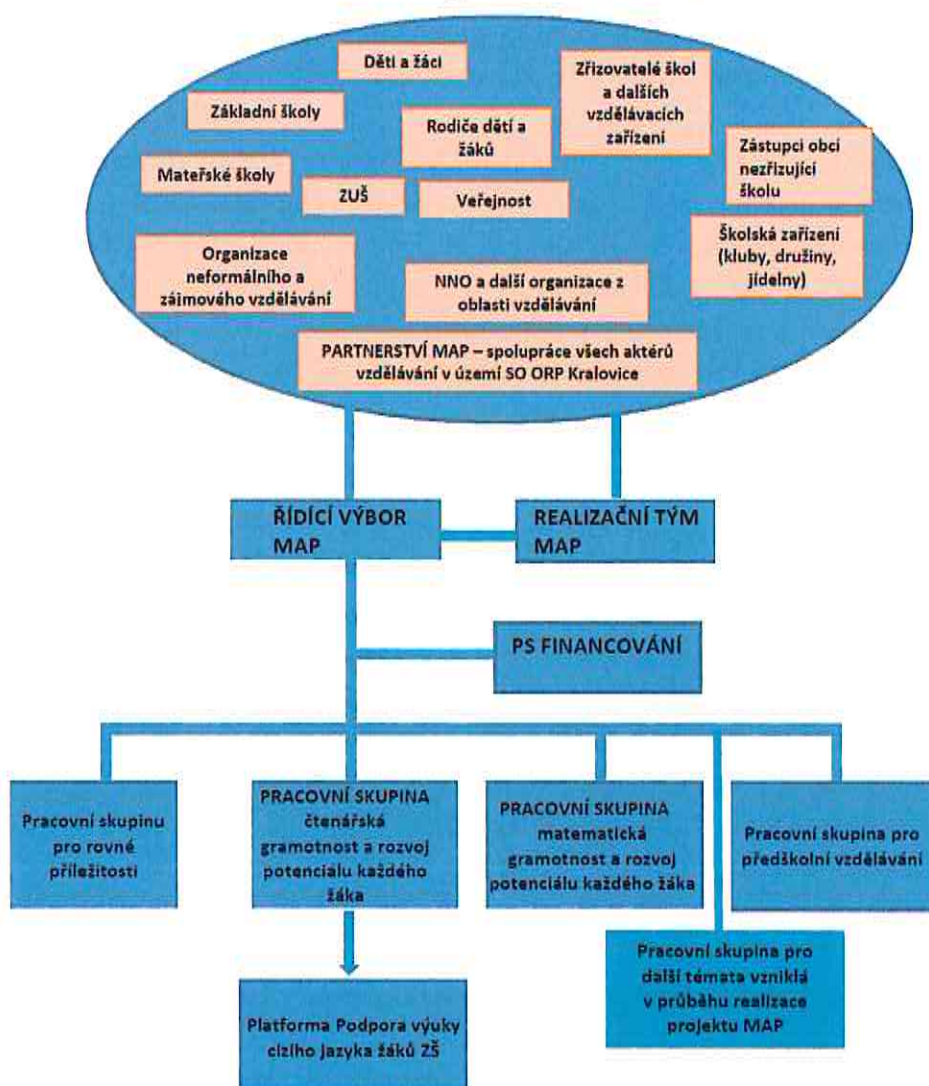 Děti a žáci
Zřizovatelé škol
a dalších
vzdělávacích
zařízení
Základní školy
Rodiče dětí a
žáků
Zástupci obcí
nezřizující
školu
Mateřské školy
ZUŠ
Veřejnost
Školská zařízení
(kluby, družiny,
jídelny)
Organizace
neformálního a
zájmového vzdělávání
NNO a další organizace z
oblasti vzdělávání
PARTNERSTVÍ MAP – spolupráce všech aktérů
vzdělávání v území SO ORP Kralovice
ŘÍDÍCÍ VÝBOR
MAP
REALIZAČNÍ TÝM
MAP
PS FINANCOVÁNÍ
Pracovní skupinu
pro rovné
příležitosti
PRACOVNÍ SKUPINA
čtenářská
gramotnost a rozvoj
potenciálu každého
žáka
PRACOVNÍ SKUPINA
matematická
gramotnost a rozvoj
potenciálu každého žáka
Pracovní skupina pro
předškolní vzdělávání
Pracovní skupina pro
další témata vzniklá
v průběhu realizace
projektu MAP
Platforma Podpora výuky
cizího jazyka žáků ZŠ